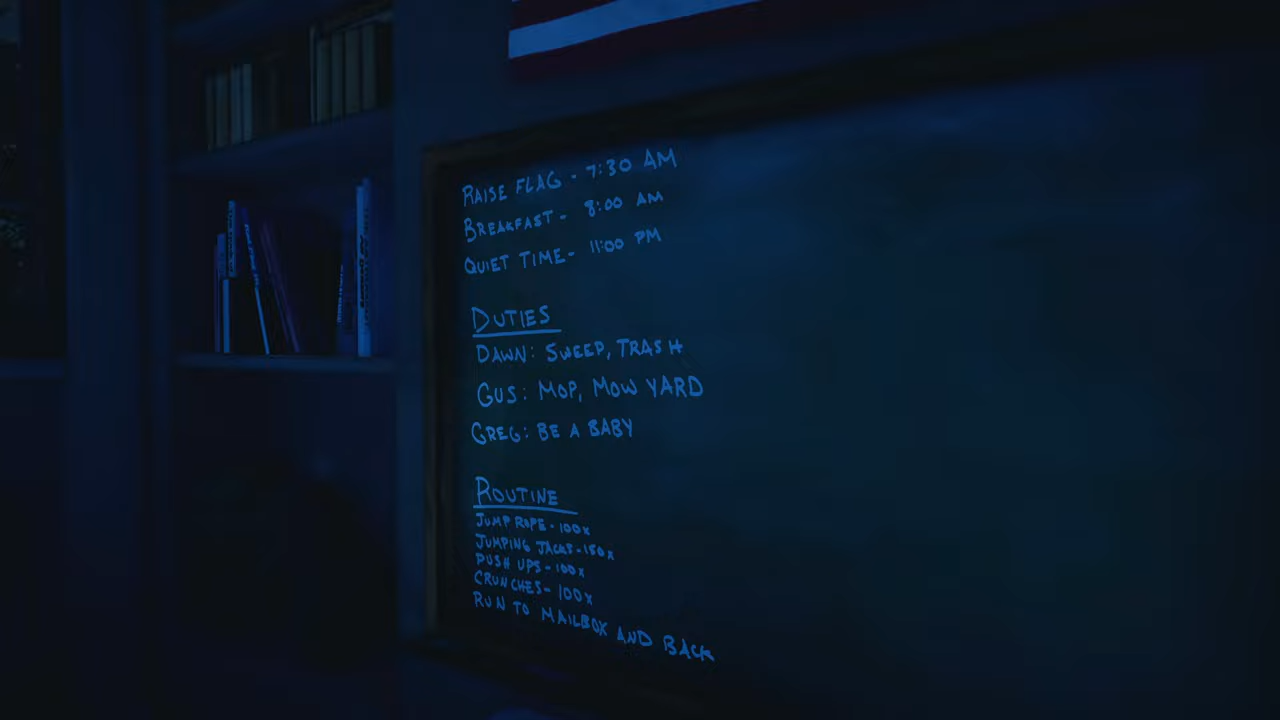 RAISE FLAG - 7:30 AM
BREAKFAST - 8:00 AM
QUIET TIME - 11:00 PM
DUTIES
DAWN: SWEEP, TRASH
GUS: MOP, MOW YARD
GREG: BE A BABY
ROUTINE
JUMP ROPE - 100x
JUMPING JACKS - 150x
PUSH UPS - 100x
CRUNCHES - 100x
RUN TO MAILBOX AND BACK